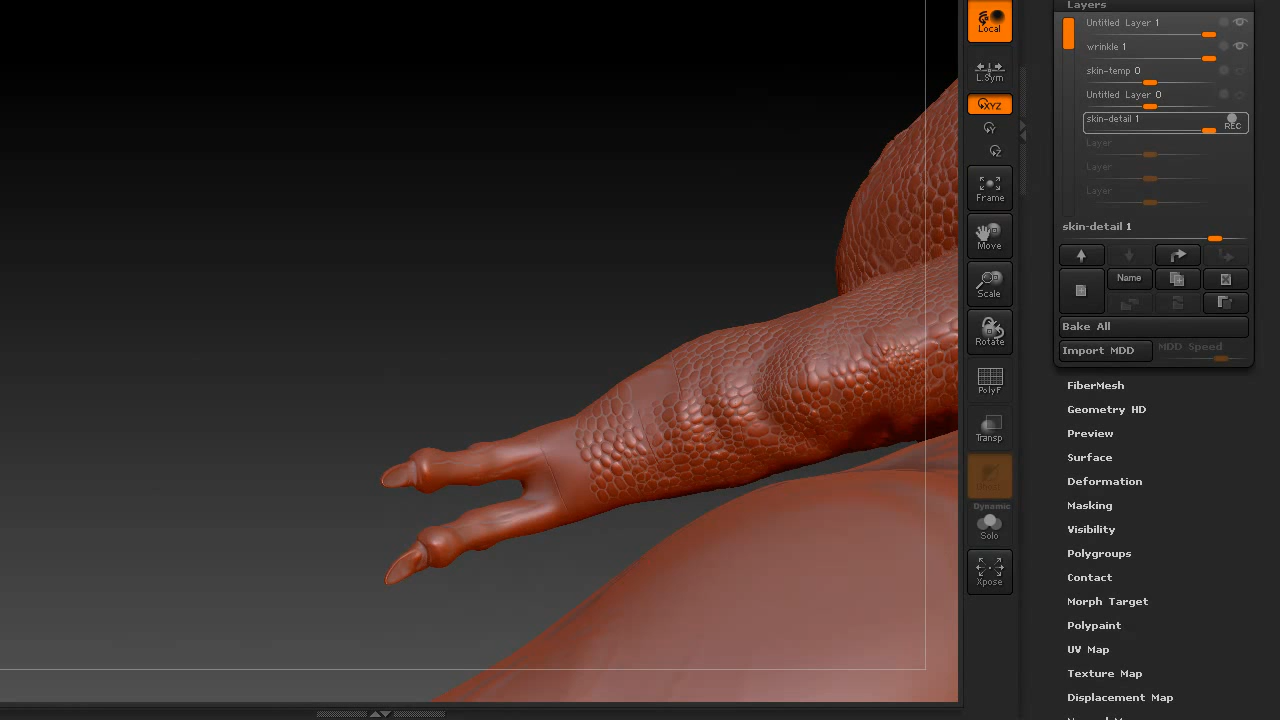 Layers
Untitled Layer 1
wrinkle 1
skin-temp 0
Untitled Layer 0
skin-detail 1
REC
Layer
Layer
Layer
skin-detail 1
Name
Bake All
Import MDD
MDD Speed
FiberMesh
Geometry HD
Preview
Surface
Deformation
Masking
Visibility
Polygroups
Contact
Morph Target
Polypaint
UV Map
Texture Map
Displacement Map
Local
L.Sym
XYZ
Y
Z
Frame
Move
Scale
Rotate
PolyF
Transp
Dynamic
Solo
Xpose